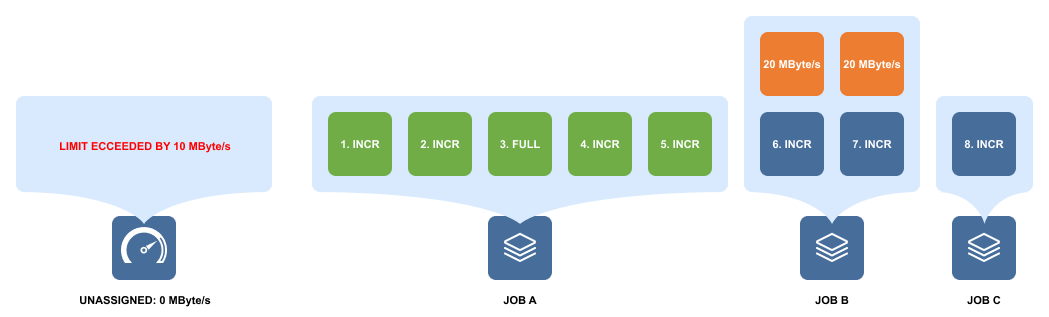 20 MByte/s
20 MByte/s
LIMIT ECCEEDED BY 10 MByte/s
1. INCR
2. INCR
3. FULL
4. INCR
5. INCR
6. INCR
7. INCR
8. INCR
UNASSIGNED: 0 MByte/s
JOB A
JOB B
JOB C